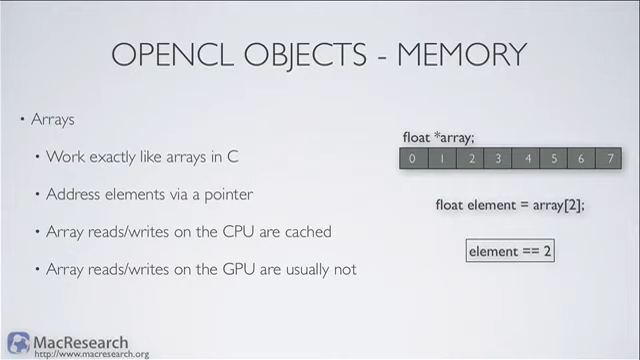 OPENCL OBJECTS - MEMORY
• Arrays
• Work exactly like arrays in C
• Address elements via a pointer
• Array reads/writes on the CPU are cached
• Array reads/writes on the GPU are usually not
float *array;
0 1 2 3 4 5 6 7
float element = array[2];
element == 2
MacResearch
http://www.macresearch.org